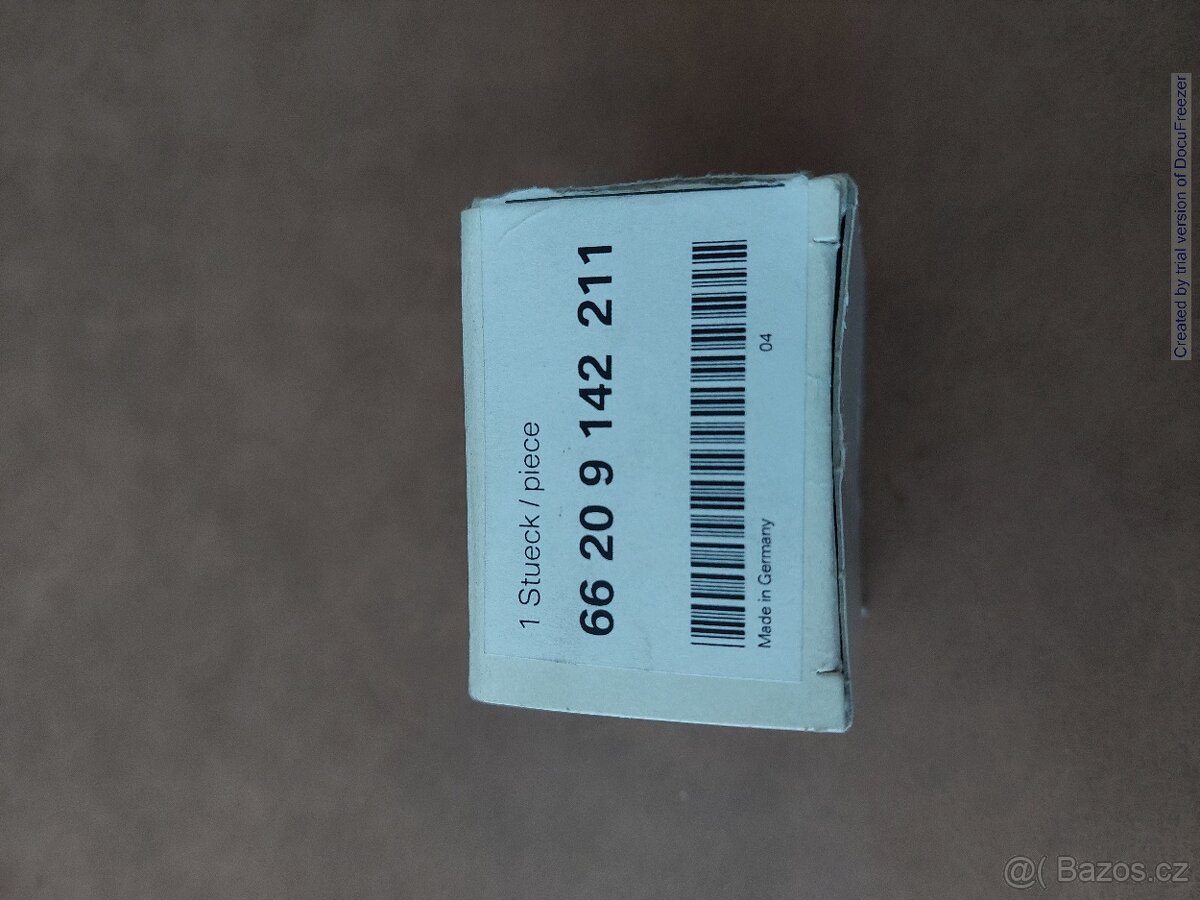 1 Stueck / piece
66 20 9 142 211
04
Made in Germany
Created by trial version of DocuFreezer
@( Bazos.cz